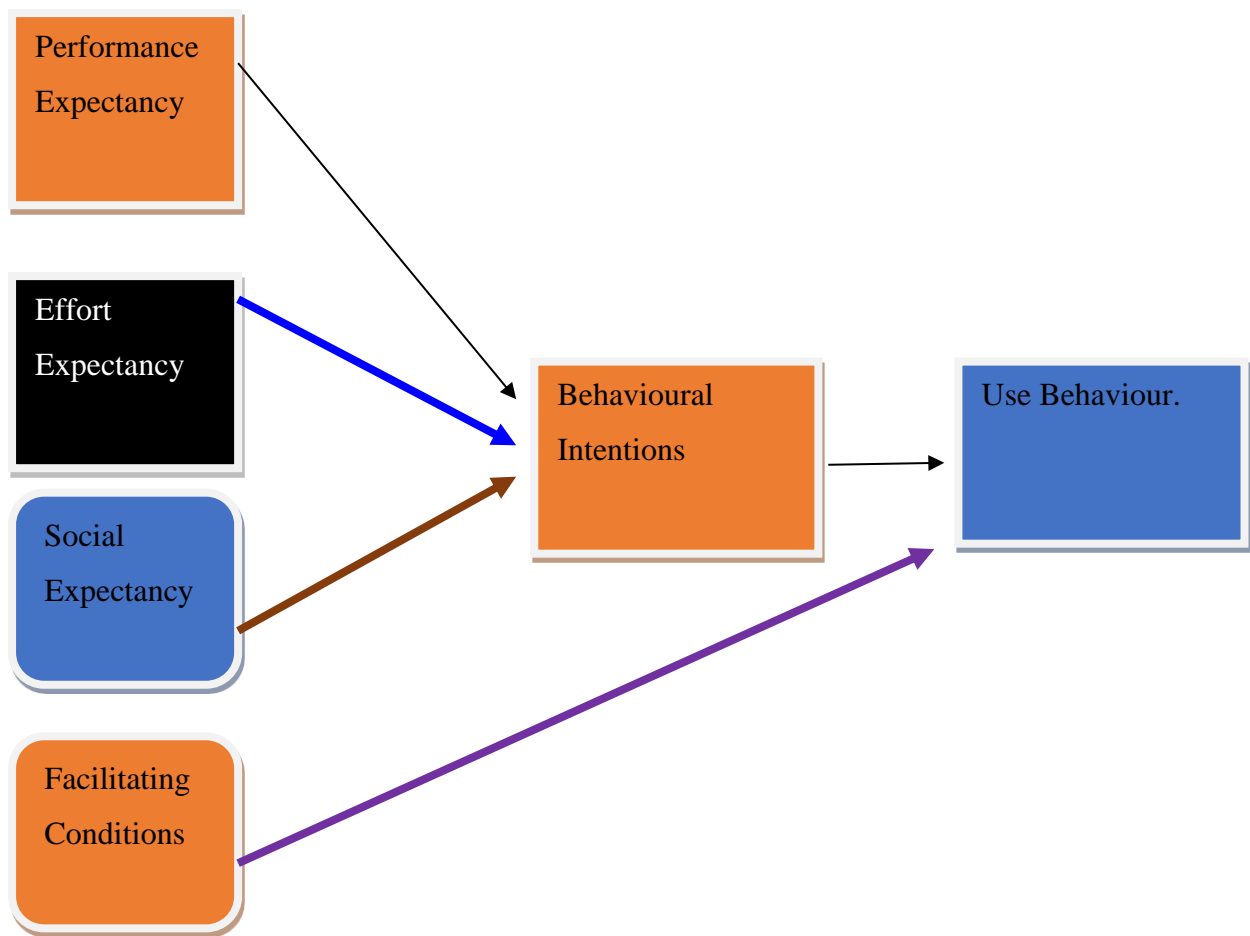 Performance
Expectancy
Effort
Expectancy
Social
Expectancy
Facilitating
Conditions
Behavioural
Intentions
Use Behaviour.